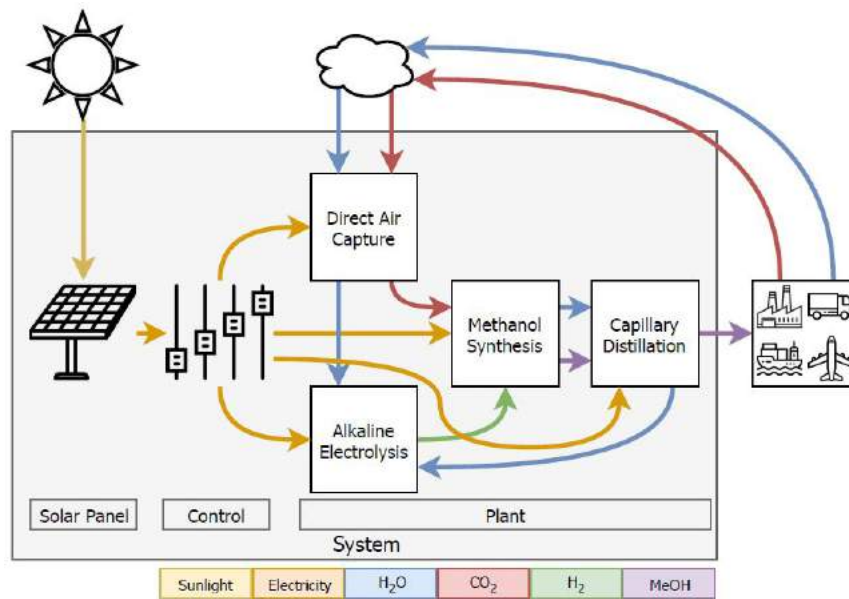 Direct Air
Capture
Methanol
Synthesis
Capillary
Distillation
Alkaline
Electrolysis
Solar Panel
Control
Plant
System
Sunlight
Electricity
H₂O
CO₂
H₂
MeOH